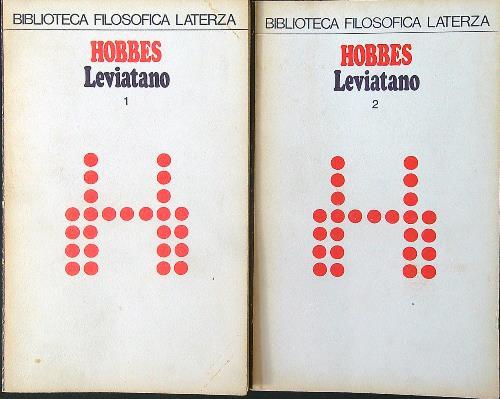 BIBLIOTECA FILOSOFICA LATERZA
HOBBES
Leviatano
1
BIBLIOTECA FILOSOFICA LATERZA
HOBBES
Leviatano
2